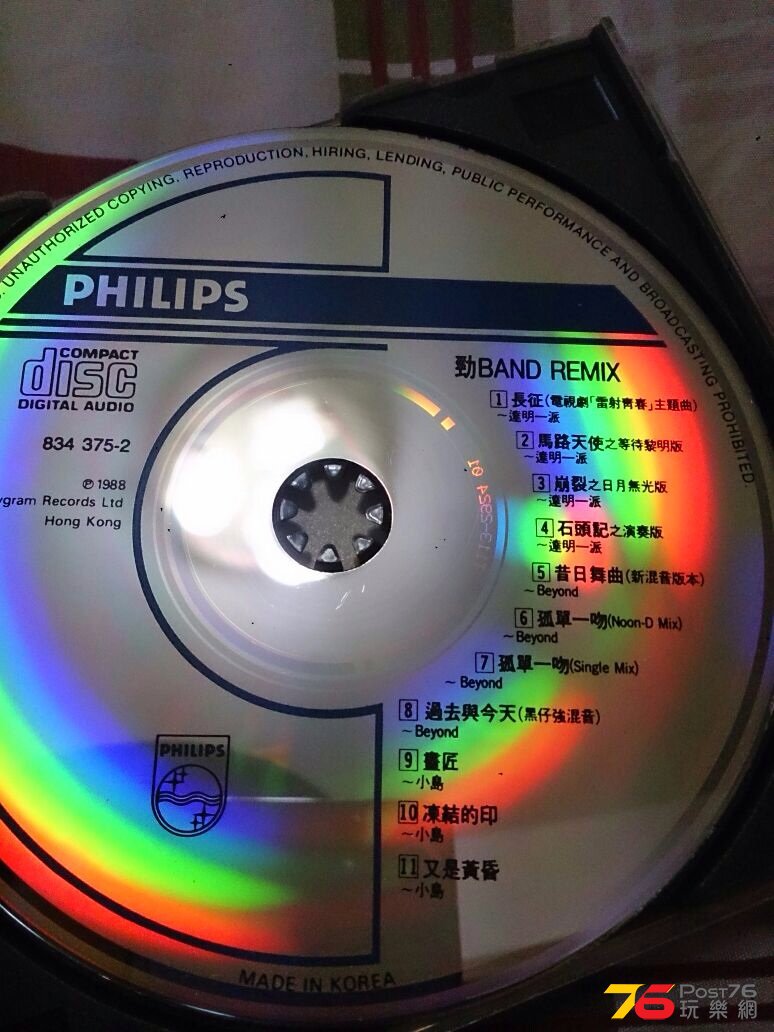 UNAUTHORIZED COPYING, REPRODUCTION, HIRING, LENDING, PUBLIC PERFORMANCE AND BROADCASTING PROHIBITED.
PHILIPS
COMPACT
disc
DIGITAL AUDIO
834 375-2
℗ 1988
ygram Records Ltd
Hong Kong
勁BAND REMIX
1 長征(電視劇「雷射青春」主題曲)
~達明一派
2 馬路天使之等待黎明版
~達明一派
3 崩裂之日月無光版
~達明一派
4 石頭記之演奏版
~達明一派
5 昔日舞曲(新混音版本)
~Beyond
6 孤單一吻(Noon-D Mix)
~Beyond
7 孤單一吻(Single Mix)
~Beyond
8 過去與今天(黑仔強混音)
~Beyond
9 畫匠
~小島
10 凍結的印
~小島
11 又是黃昏
~小島
PHILIPS
MADE IN KOREA
76 Post76
玩樂網